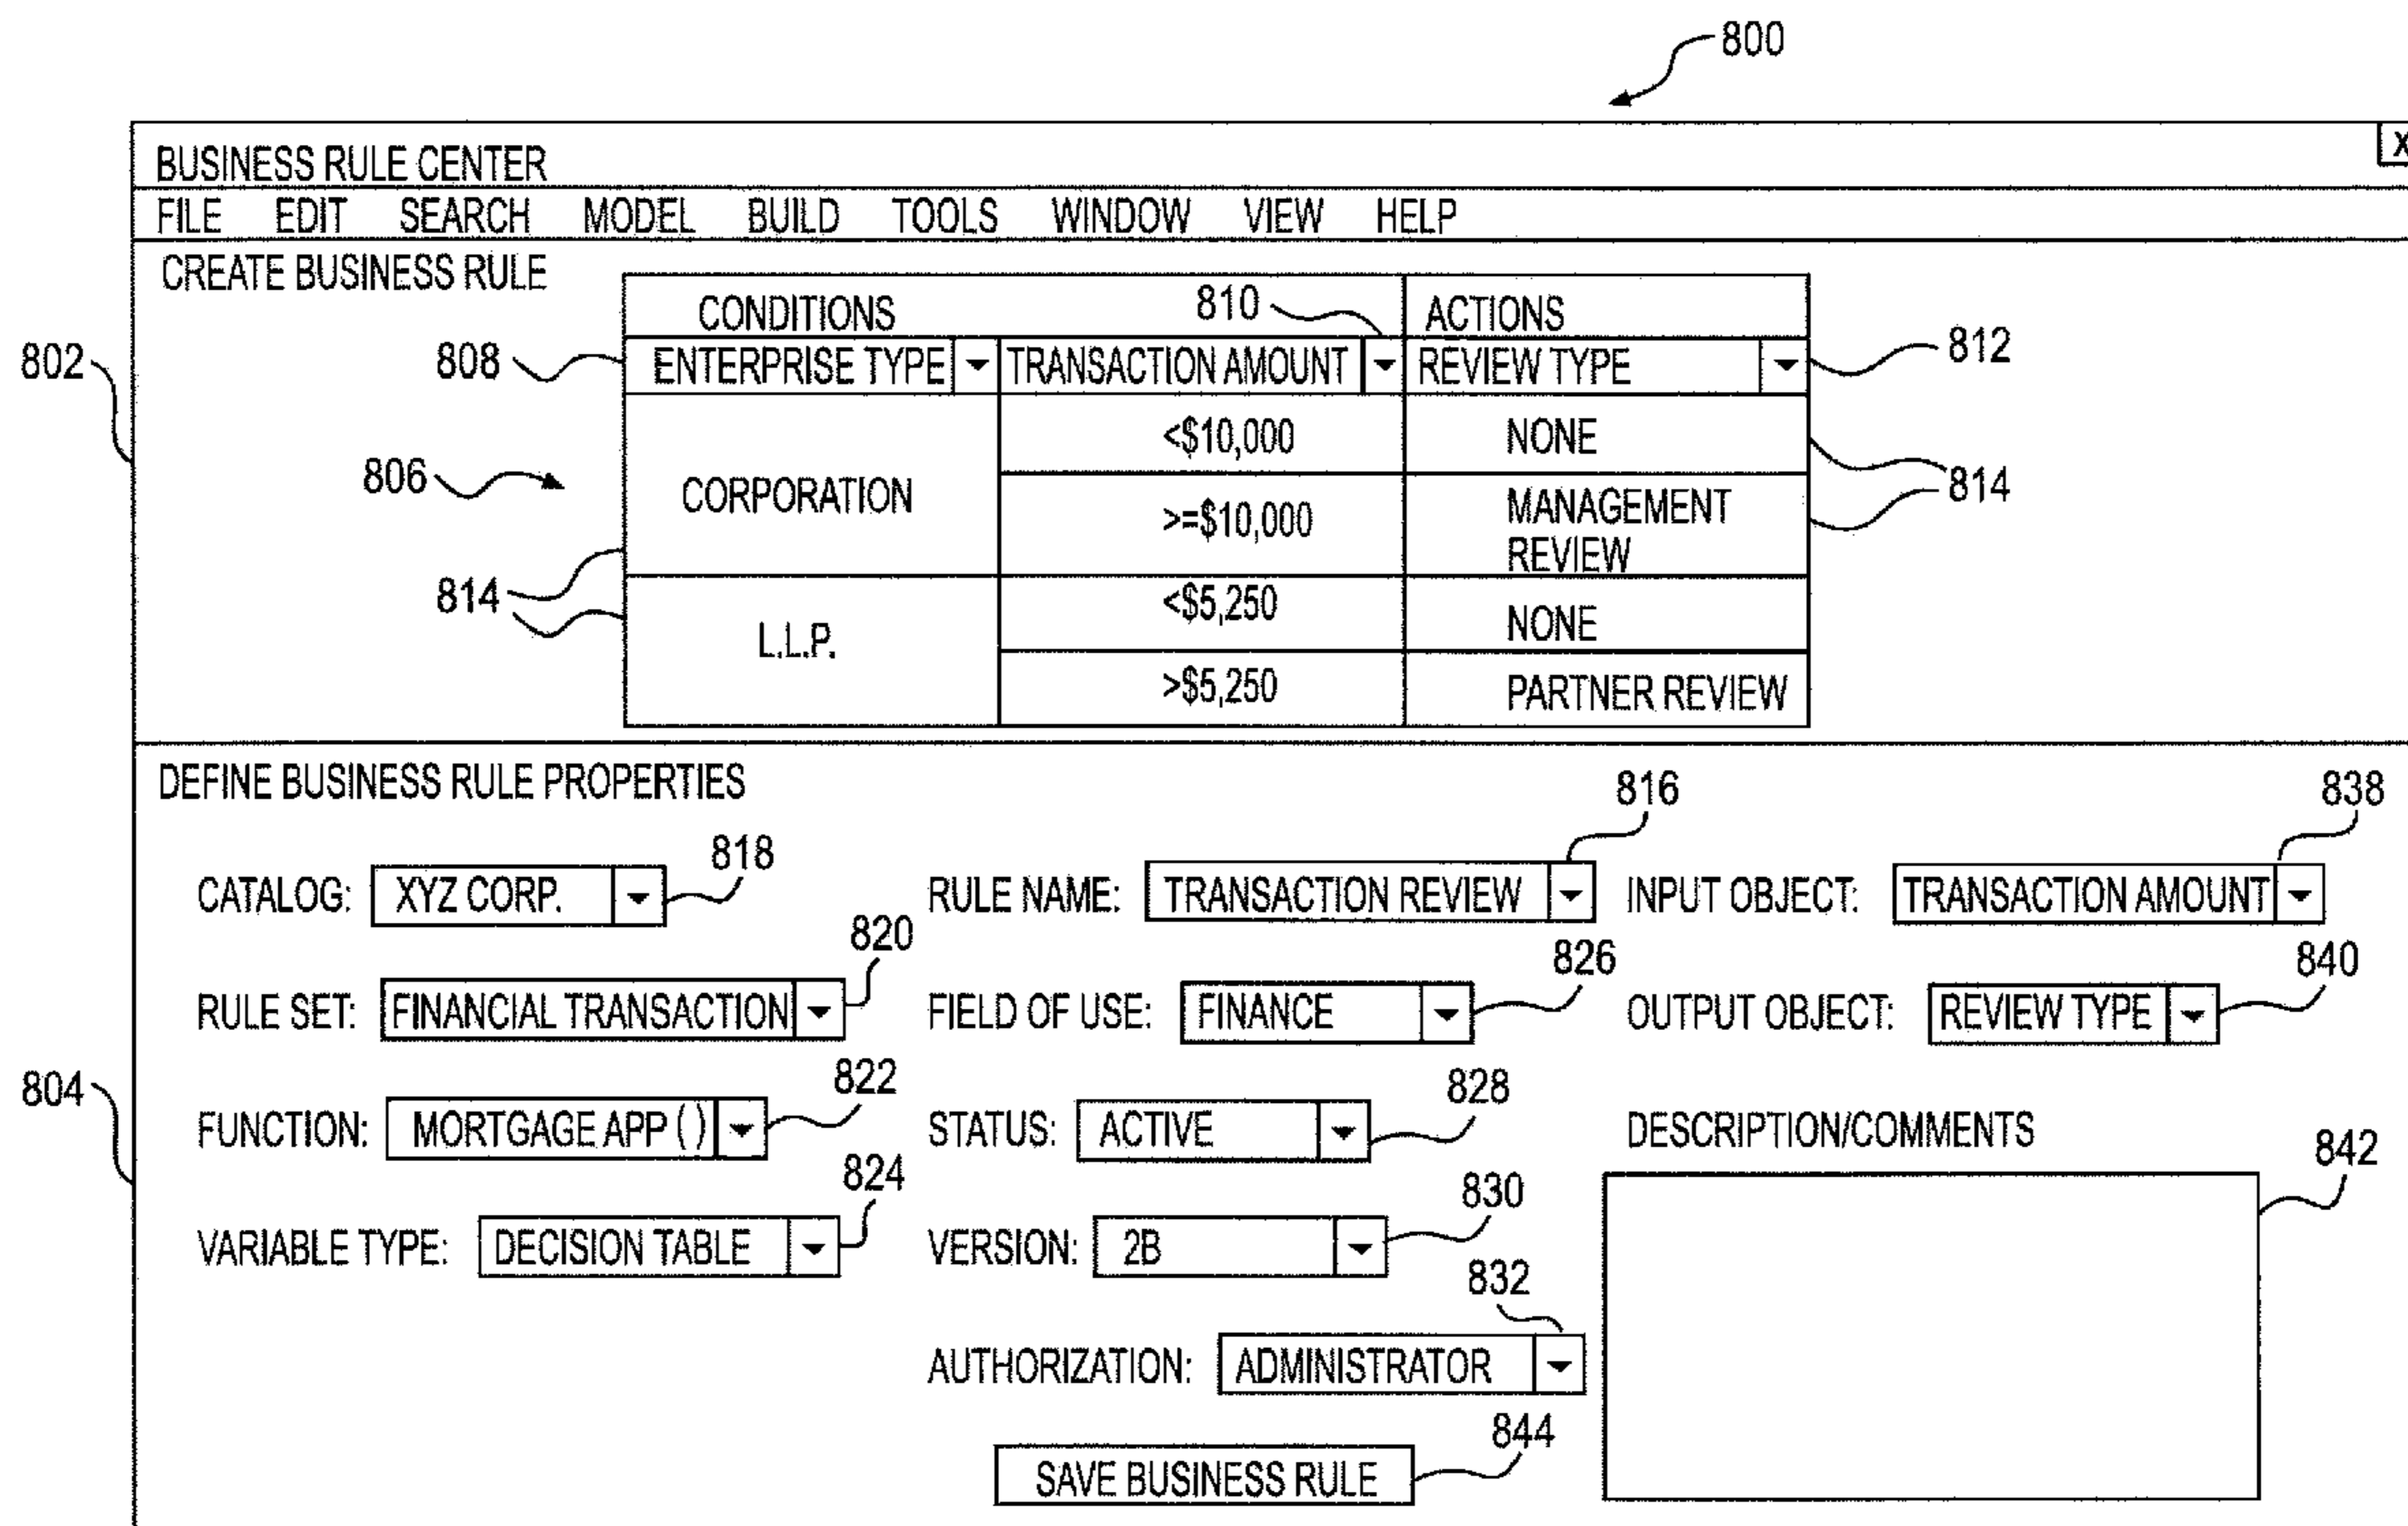 800
BUSINESS RULE CENTER X
FILE EDIT SEARCH MODEL BUILD TOOLS WINDOW VIEW HELP
CREATE BUSINESS RULE
CONDITIONS 810 ACTIONS
802 808 ENTERPRISE TYPE TRANSACTION AMOUNT REVIEW TYPE 812
<$10,000 NONE
806 CORPORATION 814
>=$10,000 MANAGEMENT
REVIEW 814
814 <$5,250 NONE
L.L.P.
>$5,250 PARTNER REVIEW
DEFINE BUSINESS RULE PROPERTIES 816 838
818
CATALOG: XYZ CORP. RULE NAME: TRANSACTION REVIEW INPUT OBJECT: TRANSACTION AMOUNT
820 826 840
RULE SET: FINANCIAL TRANSACTION FIELD OF USE: FINANCE OUTPUT OBJECT: REVIEW TYPE
804 822 828
FUNCTION: MORTGAGE APP ( ) STATUS: ACTIVE DESCRIPTION/COMMENTS
824 830 842
VARIABLE TYPE: DECISION TABLE VERSION: 2B
832
AUTHORIZATION: ADMINISTRATOR
844
SAVE BUSINESS RULE